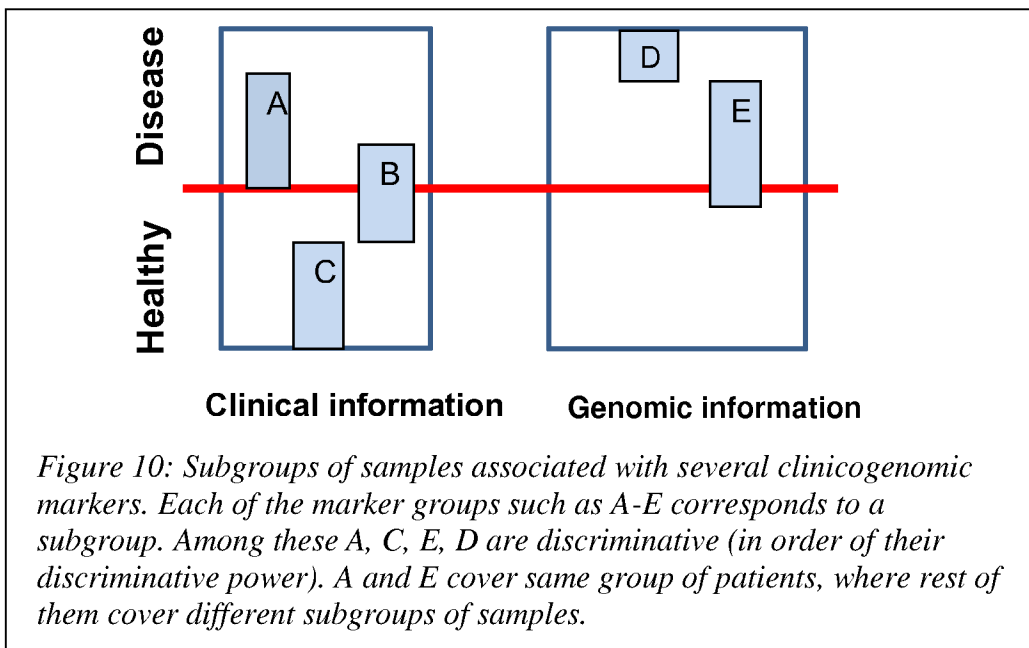 Disease
Healthy
A
B
C
D
E
Clinical information
Genomic information
Figure 10: Subgroups of samples associated with several clinicogenomic
markers. Each of the marker groups such as A-E corresponds to a
subgroup. Among these A, C, E, D are discriminative (in order of their
discriminative power). A and E cover same group of patients, where rest of
them cover different subgroups of samples.